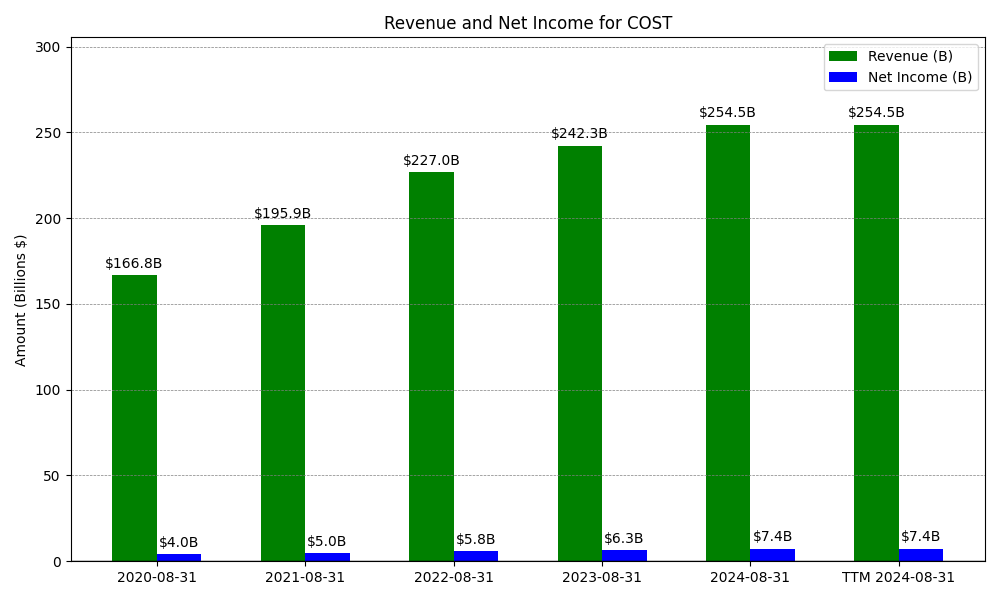 Revenue and Net Income for COST
Amount (Billions $)
300
250
200
150
100
50
0
Revenue (B)
Net Income (B)
$166.8B
$195.9B
$227.0B
$242.3B
$254.5B
$254.5B
$4.0B
$5.0B
$5.8B
$6.3B
$7.4B
$7.4B
2020-08-31
2021-08-31
2022-08-31
2023-08-31
2024-08-31
TTM 2024-08-31